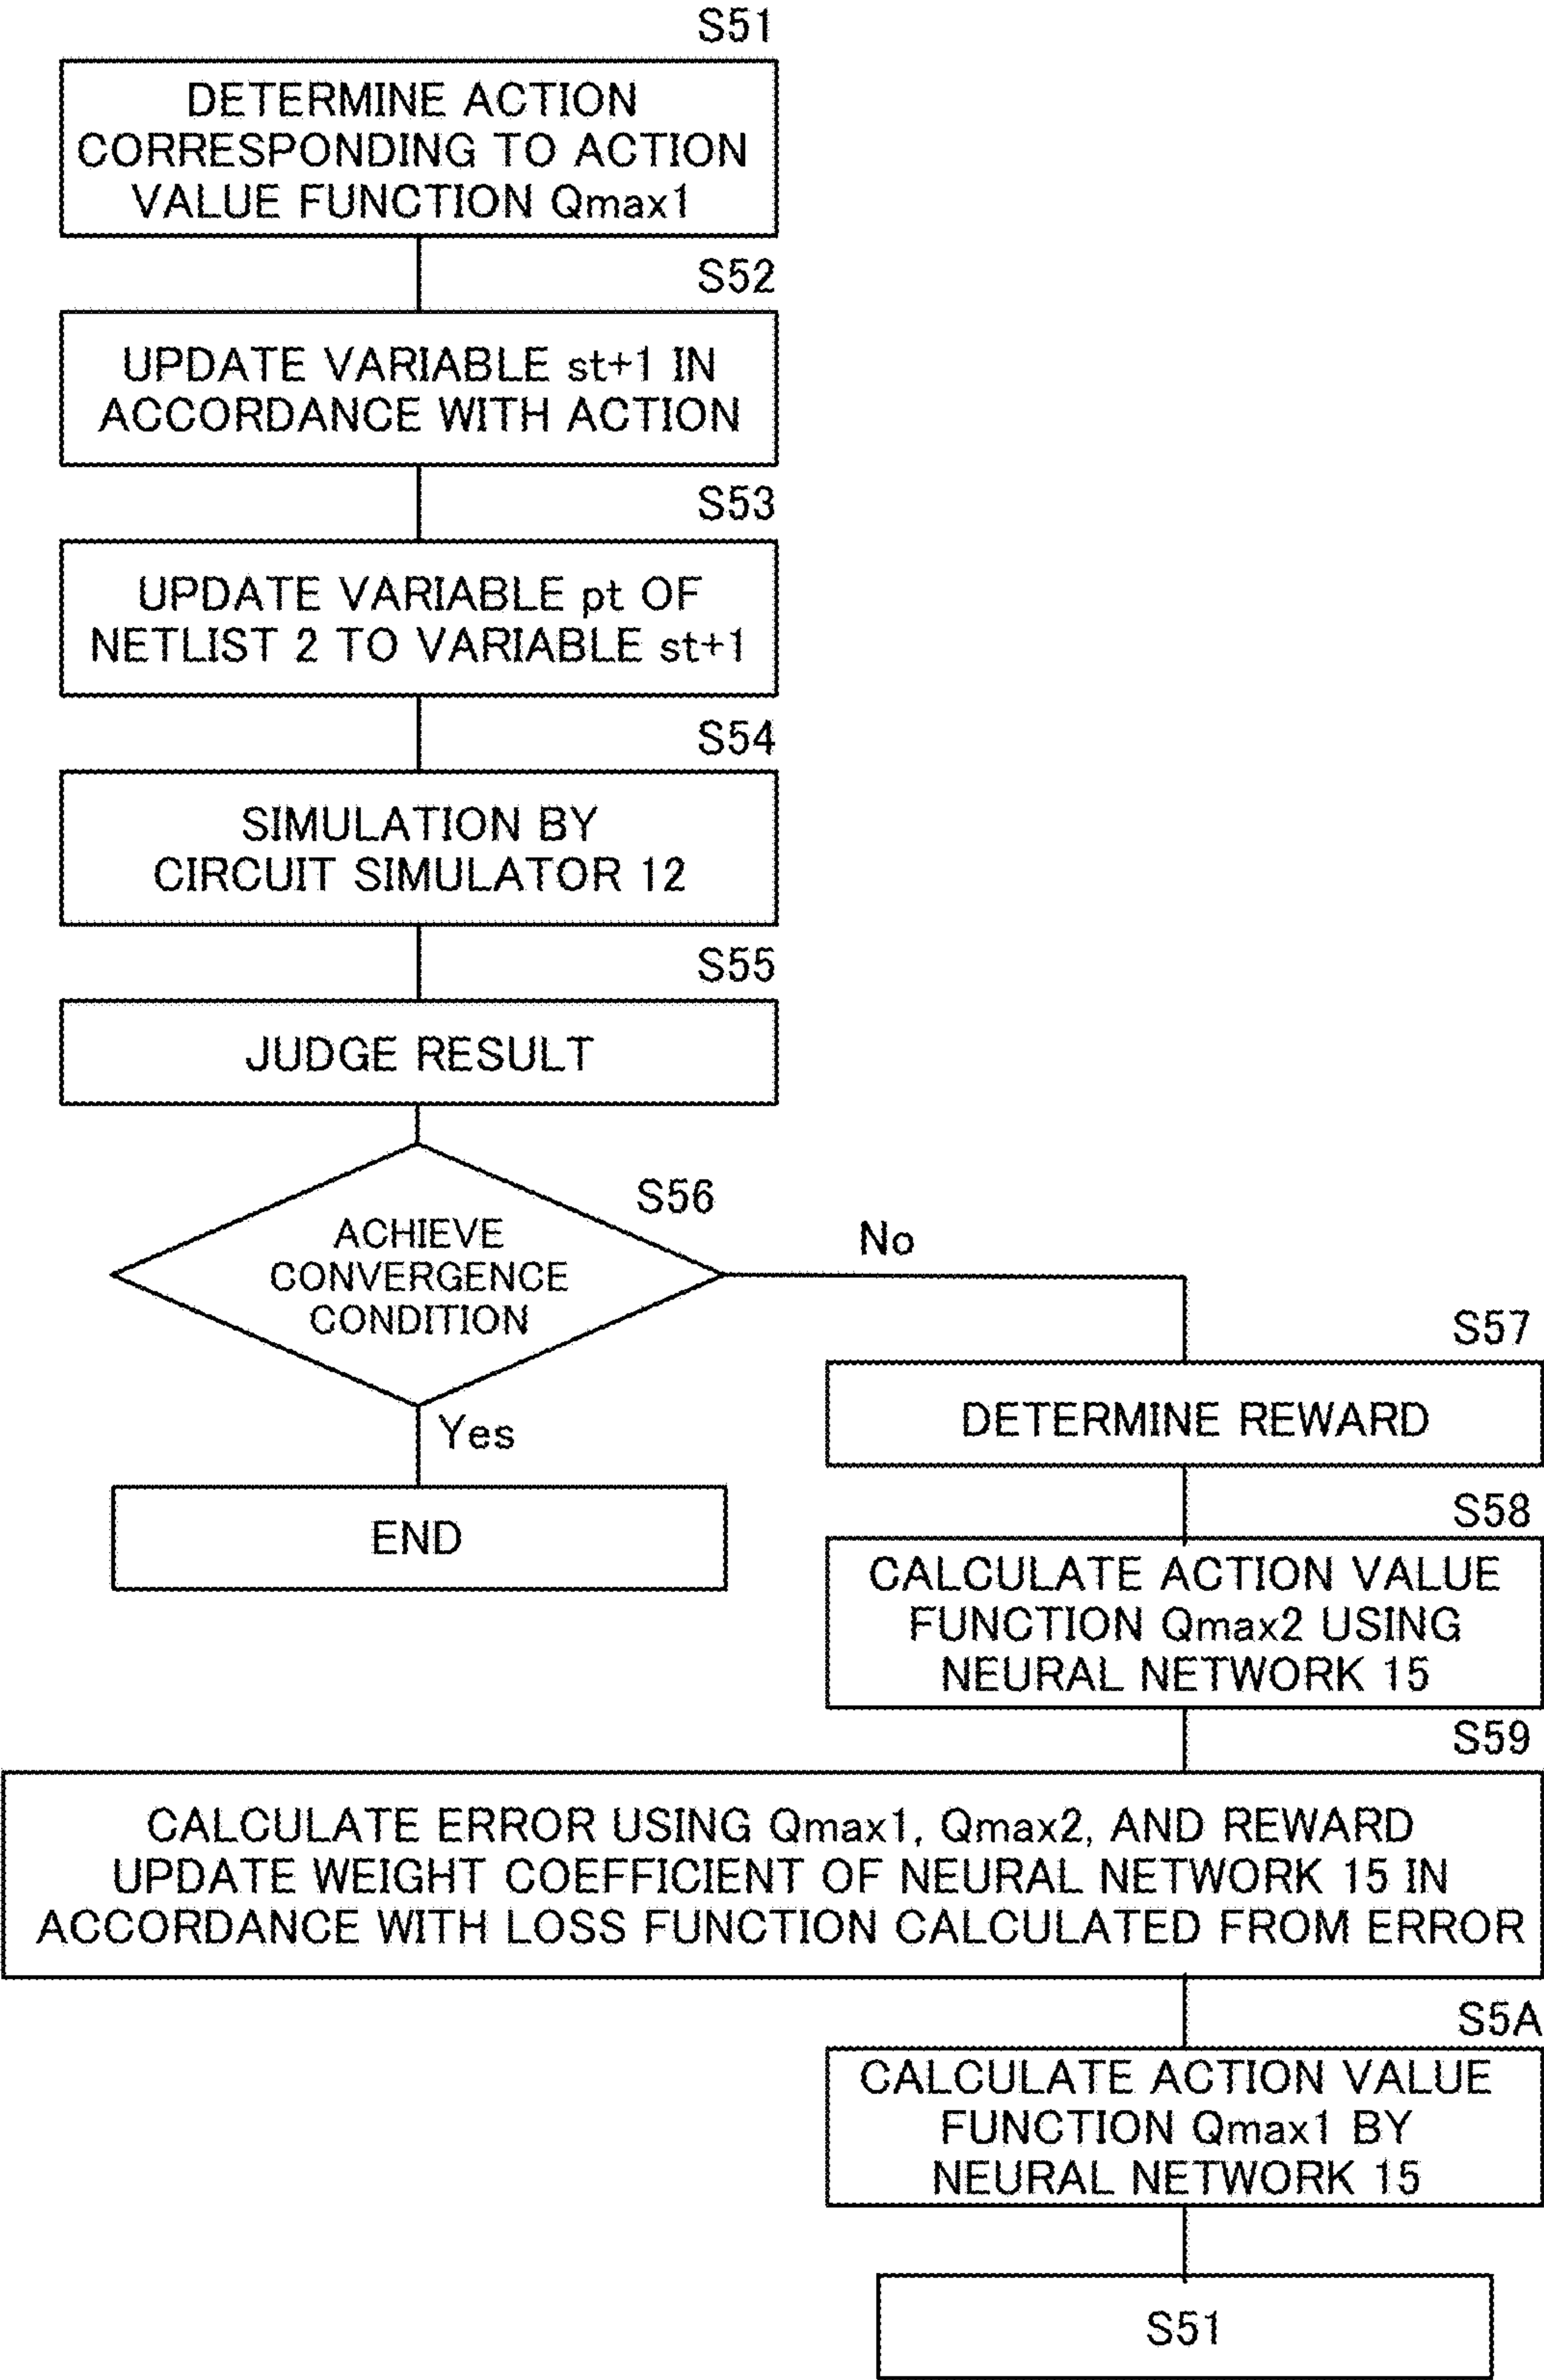 S51
DETERMINE ACTION
CORRESPONDING TO ACTION
VALUE FUNCTION Qmax1
S52
UPDATE VARIABLE st+1 IN
ACCORDANCE WITH ACTION
S53
UPDATE VARIABLE pt OF
NETLIST 2 TO VARIABLE st+1
S54
SIMULATION BY
CIRCUIT SIMULATOR 12
S55
JUDGE RESULT
S56
ACHIEVE
CONVERGENCE
CONDITION
No
Yes
END
S57
DETERMINE REWARD
S58
CALCULATE ACTION VALUE
FUNCTION Qmax2 USING
NEURAL NETWORK 15
S59
CALCULATE ERROR USING Qmax1, Qmax2, AND REWARD
UPDATE WEIGHT COEFFICIENT OF NEURAL NETWORK 15 IN
ACCORDANCE WITH LOSS FUNCTION CALCULATED FROM ERROR
S5A
CALCULATE ACTION VALUE
FUNCTION Qmax1 BY
NEURAL NETWORK 15
S51